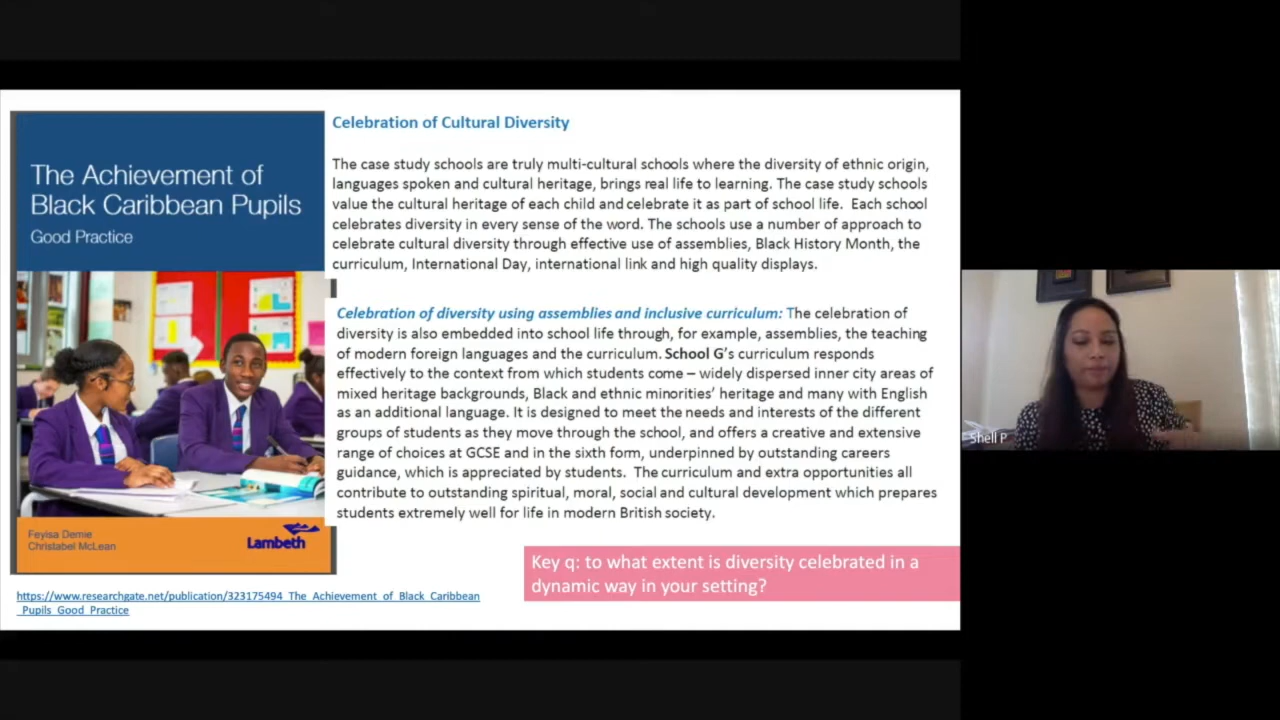 The Achievement of
Black Caribbean Pupils
Good Practice
Feyisa Demie
Christabel McLean
Lambeth
https://www.researchgate.net/publication/323175494_The_Achievement_of_Black_Caribbean
_Pupils_Good_Practice
Celebration of Cultural Diversity
The case study schools are truly multi-cultural schools where the diversity of ethnic origin,
languages spoken and cultural heritage, brings real life to learning. The case study schools
value the cultural heritage of each child and celebrate it as part of school life.  Each school
celebrates diversity in every sense of the word. The schools use a number of approach to
celebrate cultural diversity through effective use of assemblies, Black History Month, the
curriculum, International Day, international link and high quality displays.
Celebration of diversity using assemblies and inclusive curriculum: The celebration of
diversity is also embedded into school life through, for example, assemblies, the teaching
of modern foreign languages and the curriculum. School G's curriculum responds
effectively to the context from which students come – widely dispersed inner city areas of
mixed heritage backgrounds, Black and ethnic minorities' heritage and many with English
as an additional language. It is designed to meet the needs and interests of the different
groups of students as they move through the school, and offers a creative and extensive
range of choices at GCSE and in the sixth form, underpinned by outstanding careers
guidance, which is appreciated by students.  The curriculum and extra opportunities all
contribute to outstanding spiritual, moral, social and cultural development which prepares
students extremely well for life in modern British society.
Key q: to what extent is diversity celebrated in a
dynamic way in your setting?
Shell P